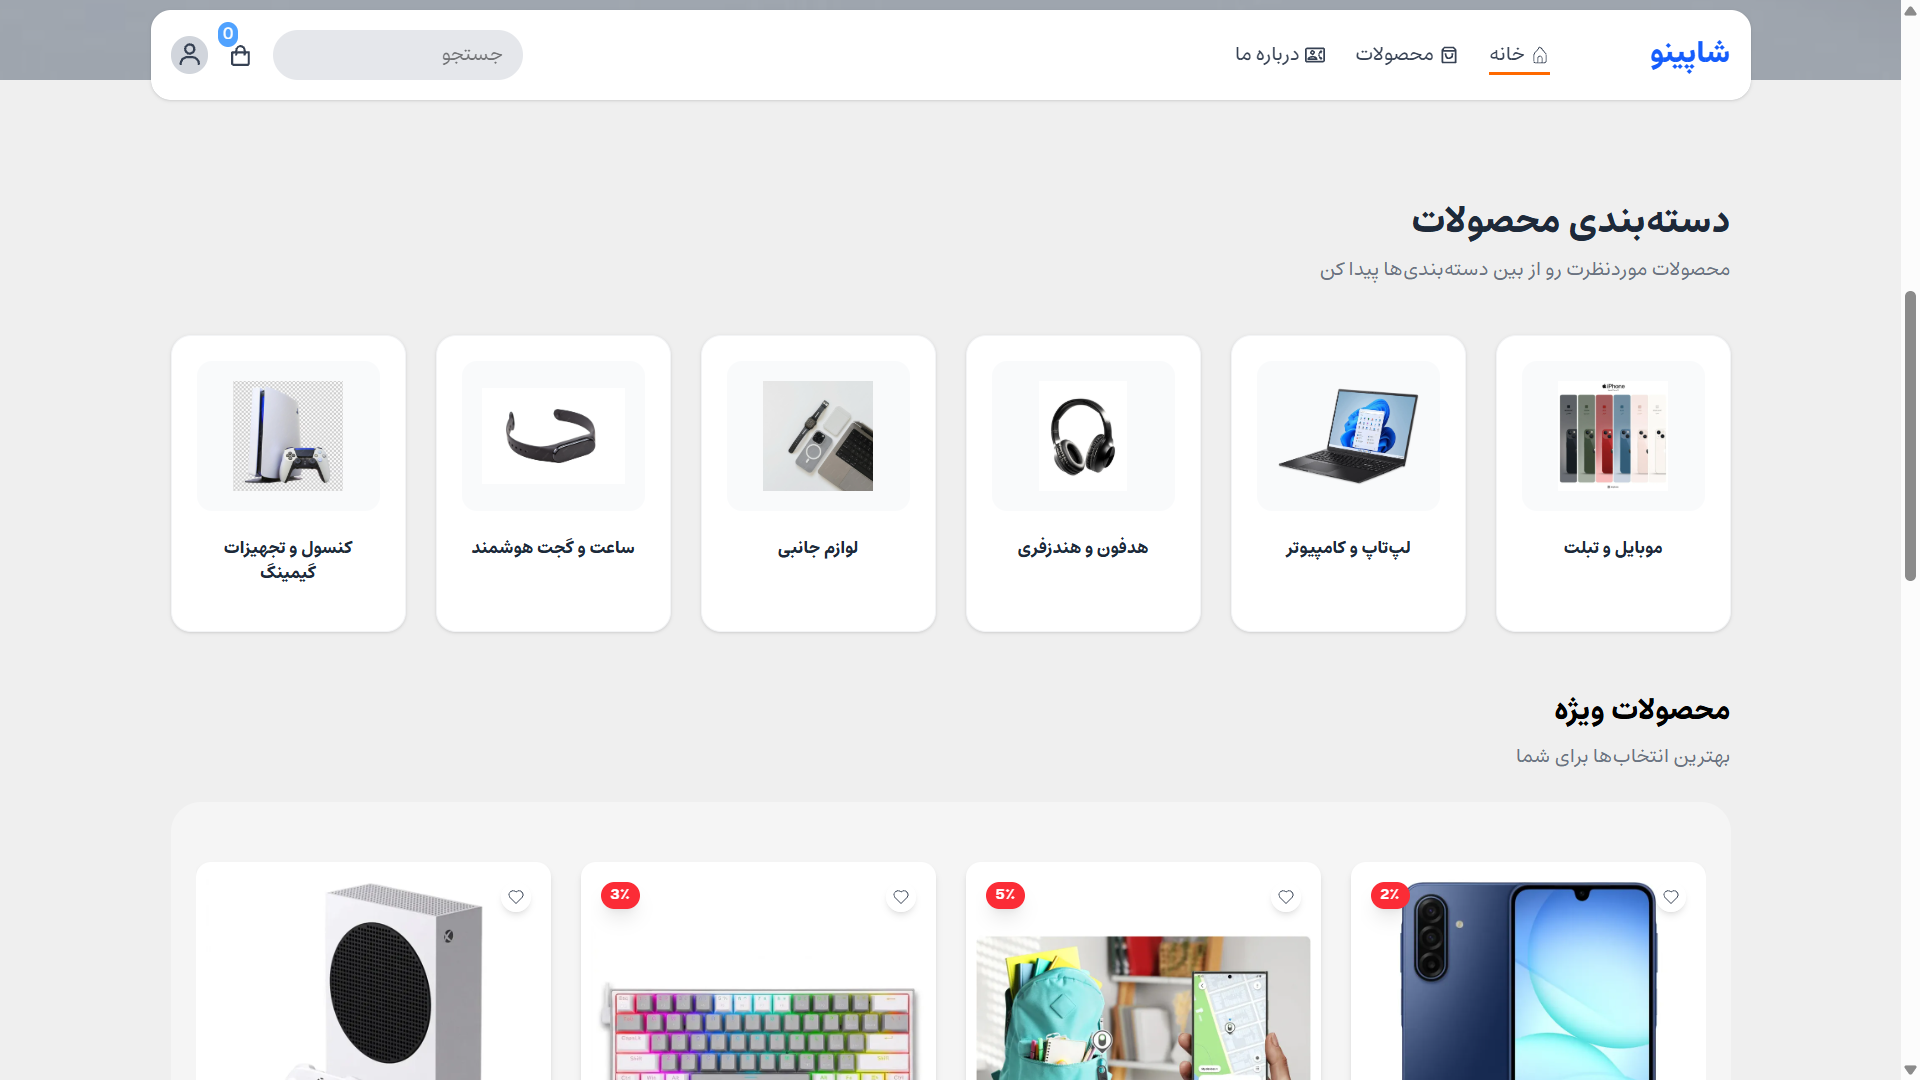 شاپینو
خانه
محصولات
درباره ما
جستجو
0
دسته‌بندی محصولات
محصولات موردنظرت رو از بین دسته‌بندی‌ها پیدا کن
iPhone
موبایل و تبلت
لپ‌تاپ و کامپیوتر
هدفون و هندزفری
لوازم جانبی
ساعت و گجت هوشمند
کنسول و تجهیزات
گیمینگ
محصولات ویژه
بهترین انتخاب‌ها برای شما
2٪
5٪
3٪